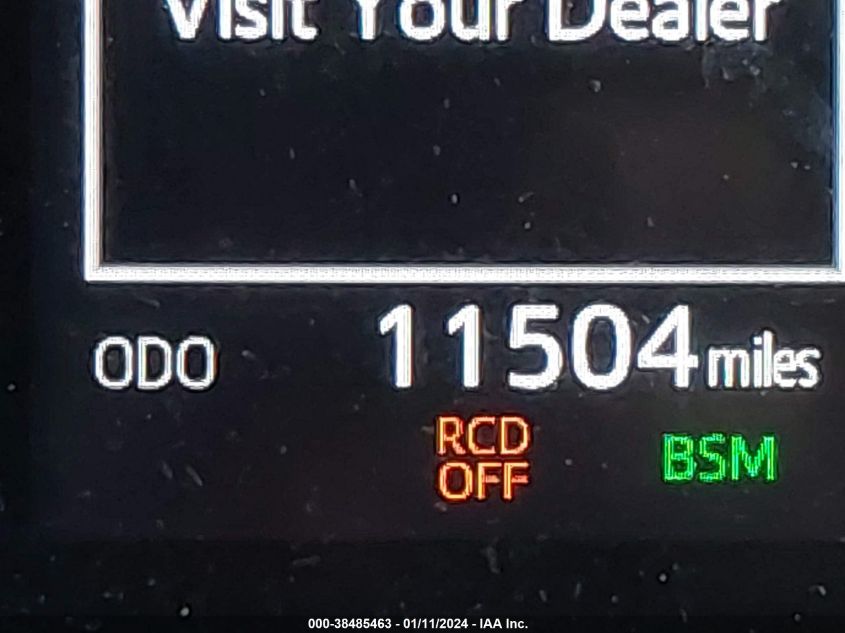 Visit Your Dealer
ODO 11504 miles
RCD
OFF
BSM
000-38485463 - 01/11/2024 - IAA Inc.